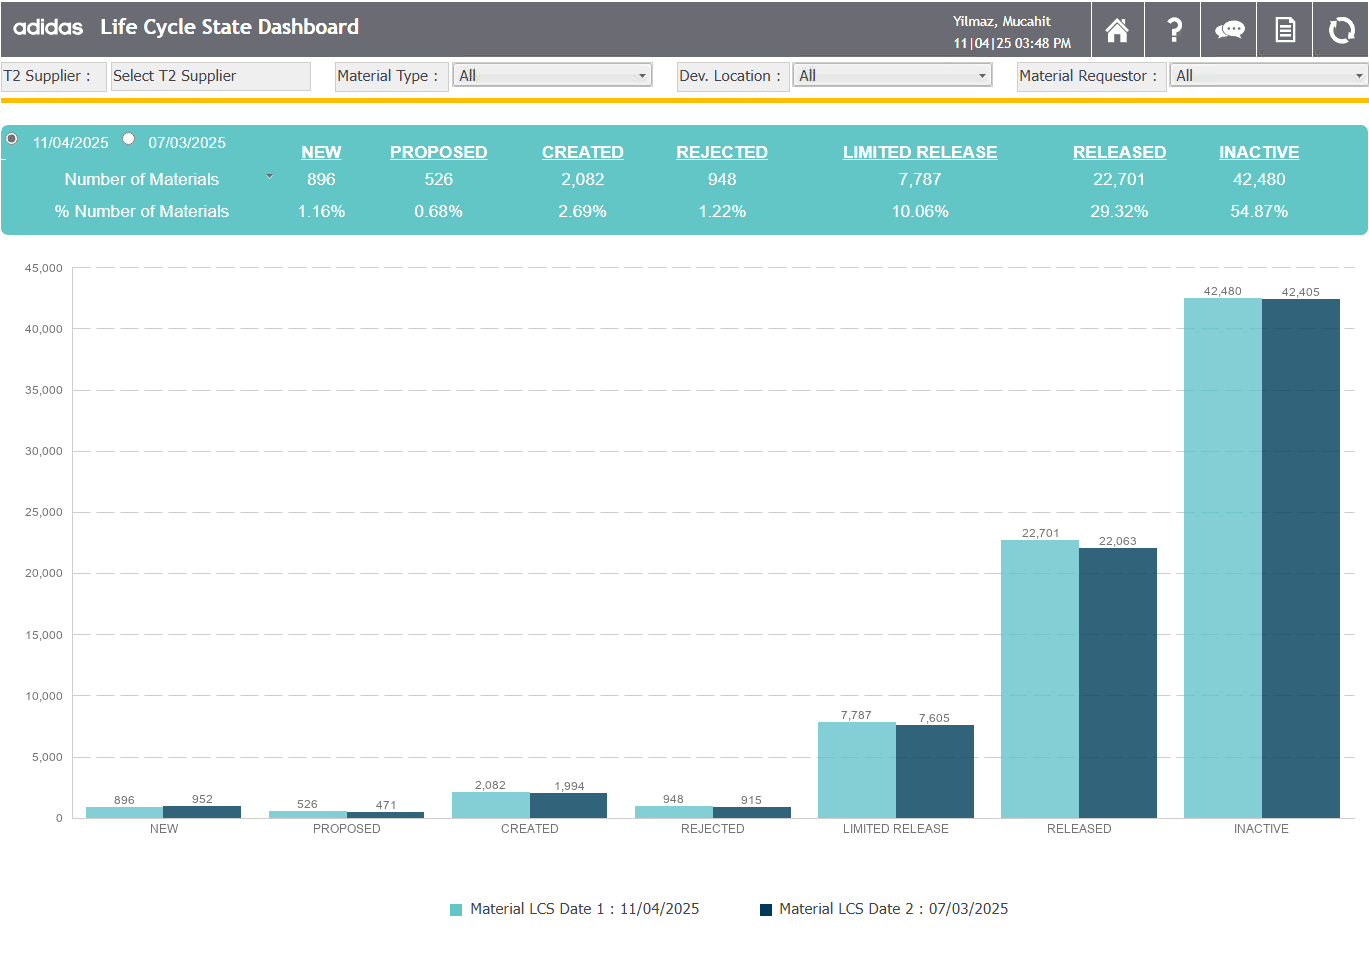 adidas Life Cycle State Dashboard
Yilmaz, Mucahit
11|04|25 03:48 PM
?
T2 Supplier : Select T2 Supplier Material Type : All Dev. Location : All Material Requestor : All
11/04/2025 07/03/2025
NEW PROPOSED CREATED REJECTED LIMITED RELEASE RELEASED INACTIVE
Number of Materials 896 526 2,082 948 7,787 22,701 42,480
% Number of Materials 1.16% 0.68% 2.69% 1.22% 10.06% 29.32% 54.87%
45,000
42,480 42,405
40,000
35,000
30,000
25,000
22,701 22,063
20,000
15,000
10,000
7,787 7,605
5,000
2,082 1,994
896 952 526 471 948 915
0
NEW PROPOSED CREATED REJECTED LIMITED RELEASE RELEASED INACTIVE
Material LCS Date 1 : 11/04/2025 Material LCS Date 2 : 07/03/2025